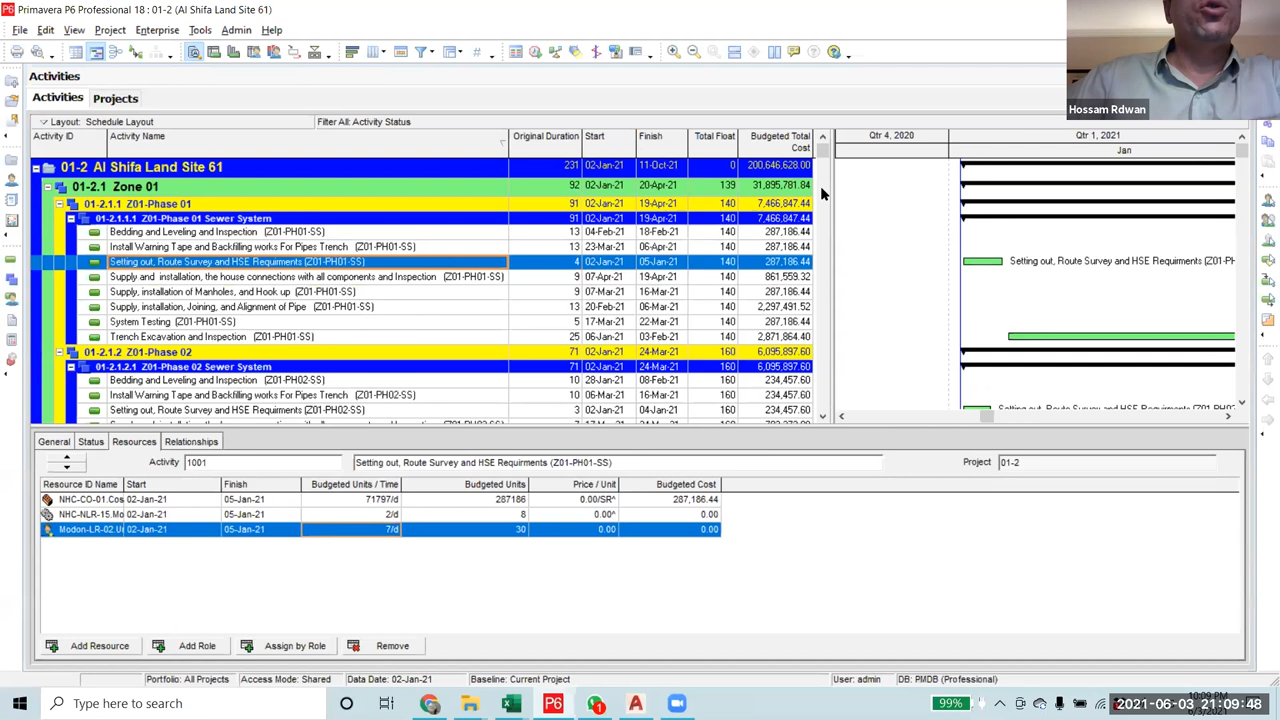 Primavera P6 Professional 18 : 01-2 (Al Shifa Land Site 61)
File Edit View Project Enterprise Tools Admin Help
Activities
Activities Projects
Layout: Schedule Layout Filter All: Activity Status
Activity ID Activity Name Original Duration Start Finish Total Float Budgeted Total Cost Qtr 4, 2020 Qtr 1, 2021 Jan
01-2 Al Shifa Land Site 61 231 02-Jan-21 11-Oct-21 0 200,646,628.00
01-2.1 Zone 01 92 02-Jan-21 20-Apr-21 139 31,895,781.84
01-2.1.1 Z01-Phase 01 91 02-Jan-21 19-Apr-21 140 7,466,847.44
01-2.1.1.1 Z01-Phase 01 Sewer System 91 02-Jan-21 19-Apr-21 140 7,466,847.44
Bedding and Leveling and Inspection (Z01-PH01-SS) 13 04-Feb-21 18-Feb-21 140 287,186.44
Install Warning Tape and Backfilling works For Pipes Trench (Z01-PH01-SS) 13 23-Mar-21 06-Apr-21 140 287,186.44
Setting out, Route Survey and HSE Requirments (Z01-PH01-SS) 4 02-Jan-21 05-Jan-21 140 287,186.44 Setting out, Route Survey and HSE Requirments (Z01-PH
Supply and installation, the house connections with all components and Inspection (Z01-PH01-SS) 9 07-Apr-21 19-Apr-21 140 861,559.32
Supply, installation of Manholes, and Hook up (Z01-PH01-SS) 9 07-Mar-21 16-Mar-21 140 287,186.44
Supply, installation, Joining, and Alignment of Pipe (Z01-PH01-SS) 13 20-Feb-21 06-Mar-21 140 2,297,491.52
System Testing (Z01-PH01-SS) 5 17-Mar-21 22-Mar-21 140 287,186.44
Trench Excavation and Inspection (Z01-PH01-SS) 25 06-Jan-21 03-Feb-21 140 2,871,864.40
01-2.1.2 Z01-Phase 02 71 02-Jan-21 24-Mar-21 160 6,095,897.60
01-2.1.2.1 Z01-Phase 02 Sewer System 71 02-Jan-21 24-Mar-21 160 6,095,897.60
Bedding and Leveling and Inspection (Z01-PH02-SS) 10 28-Jan-21 08-Feb-21 160 234,457.60
Install Warning Tape and Backfilling works For Pipes Trench (Z01-PH02-SS) 10 06-Mar-21 16-Mar-21 160 234,457.60
Setting out, Route Survey and HSE Requirments (Z01-PH02-SS) 3 02-Jan-21 04-Jan-21 160 234,457.60
General Status Resources Relationships
Activity 1001 Setting out, Route Survey and HSE Requirments (Z01-PH01-SS) Project 01-2
Resource ID Name Start Finish Budgeted Units / Time Budgeted Units Price / Unit Budgeted Cost
NHC-CO-01.Cos 02-Jan-21 05-Jan-21 71797/d 287186 0.00/SR^ 287,186.44
NHC-NLR-15.Mo 02-Jan-21 05-Jan-21 2/d 8 0.00^ 0.00
Modon-LR-02.Un 02-Jan-21 05-Jan-21 7/d 30 0.00 0.00
Add Resource Add Role Assign by Role Remove
Portfolio: All Projects Access Mode: Shared Data Date: 02-Jan-21 Baseline: Current Project User: admin DB: PMDB (Professional)
Type here to search 99% 10:09 PM
2021-06-03 21:09:48
Hossam Rdwan